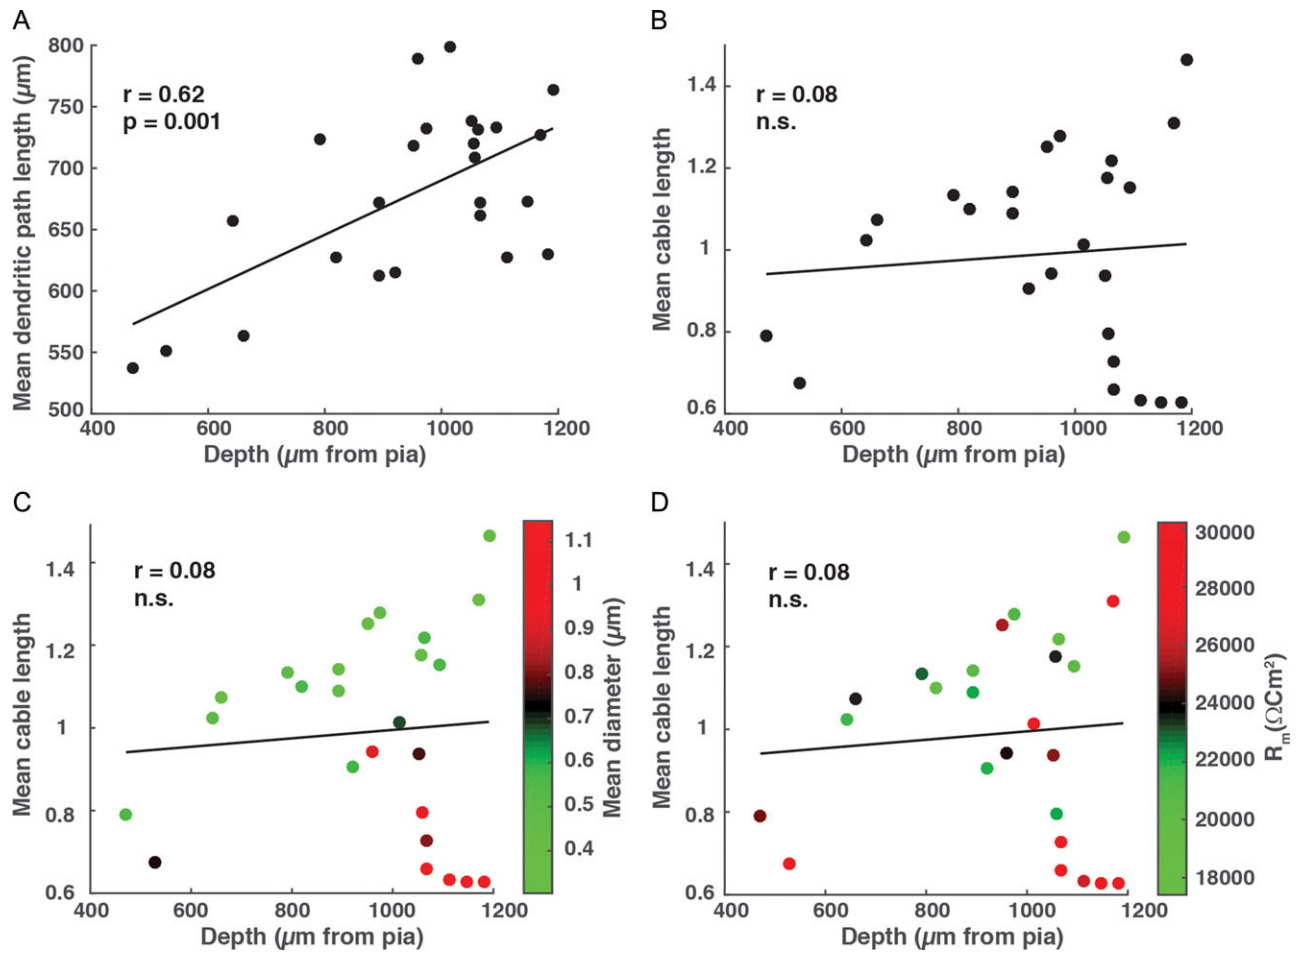 A
Mean dendritic path length (µm)
800
750
700
650
600
550
500
r = 0.62
p = 0.001
400
600
800
1000
1200
Depth (µm from pia)
B
Mean cable length
1.4
1.2
1
0.8
0.6
r = 0.08
n.s.
400
600
800
1000
1200
Depth (µm from pia)
C
Mean cable length
1.4
1.2
1
0.8
0.6
r = 0.08
n.s.
400
600
800
1000
1200
Depth (µm from pia)
1.1
1
0.9
0.8
0.7
0.6
0.5
0.4
Mean diameter (µm)
D
Mean cable length
1.4
1.2
1
0.8
0.6
r = 0.08
n.s.
400
600
800
1000
1200
Depth (µm from pia)
30000
28000
26000
24000
22000
20000
18000
Rm(ΩCm²)